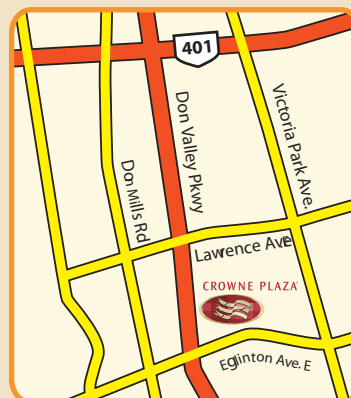 401
Don Valley Pkwy
Victoria Park Ave.
Don Mills Rd
Lawrence Ave E
CROWNE PLAZA
Eglinton Ave. E